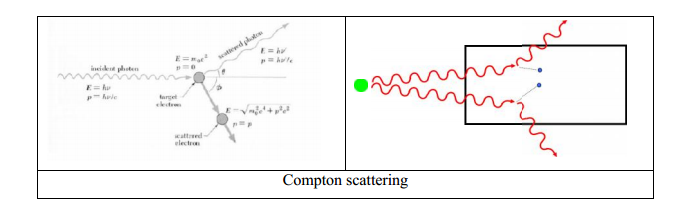 scattered photon
E = hν′
p = hν′/c
E = m₀c²
p = 0
incident photon
θ
E = hν
p = hν/c
target
electron
E = √m₀²c⁴ + p²c²
p = p
scattered
electron
Compton scattering